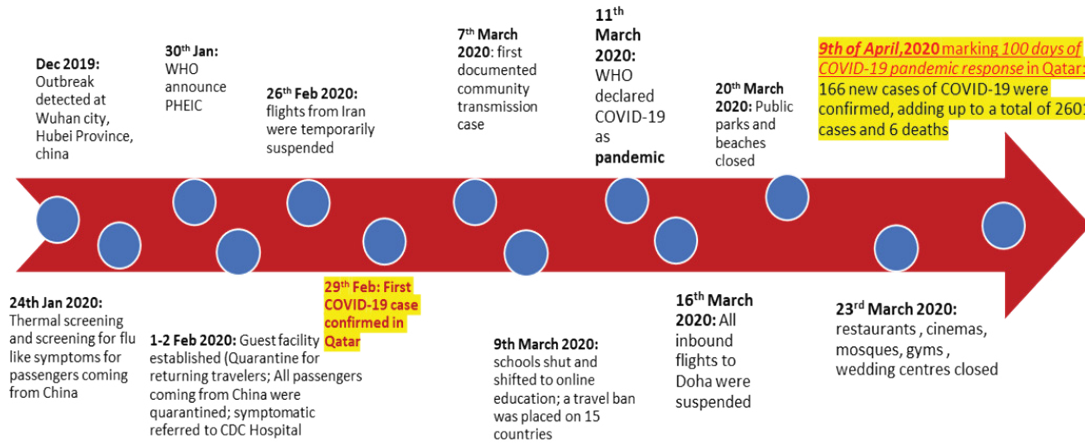 Dec 2019:
Outbreak
detected at
Wuhan city,
Hubei Province,
china
30th Jan:
WHO
announce
PHEIC
26th Feb 2020:
flights from Iran
were temporarily
suspended
7th March
2020: first
documented
community
transmission
case
11th
March
2020:
WHO
declared
COVID-19
as
pandemic
20th March
2020: Public
parks and
beaches
closed
9th of April,2020 marking 100 days of
COVID-19 pandemic response in Qatar:
166 new cases of COVID-19 were
confirmed, adding up to a total of 2601
cases and 6 deaths
24th Jan 2020:
Thermal screening
and screening for flu
like symptoms for
passengers coming
from China
1-2 Feb 2020: Guest facility
established (Quarantine for
returning travelers; All passengers
coming from China were
quarantined; symptomatic
referred to CDC Hospital
29th Feb: First
COVID-19 case
confirmed in
Qatar
9th March 2020:
schools shut and
shifted to online
education; a travel ban
was placed on 15
countries
16th March
2020: All
inbound
flights to
Doha were
suspended
23rd March 2020:
restaurants , cinemas,
mosques, gyms ,
wedding centres closed